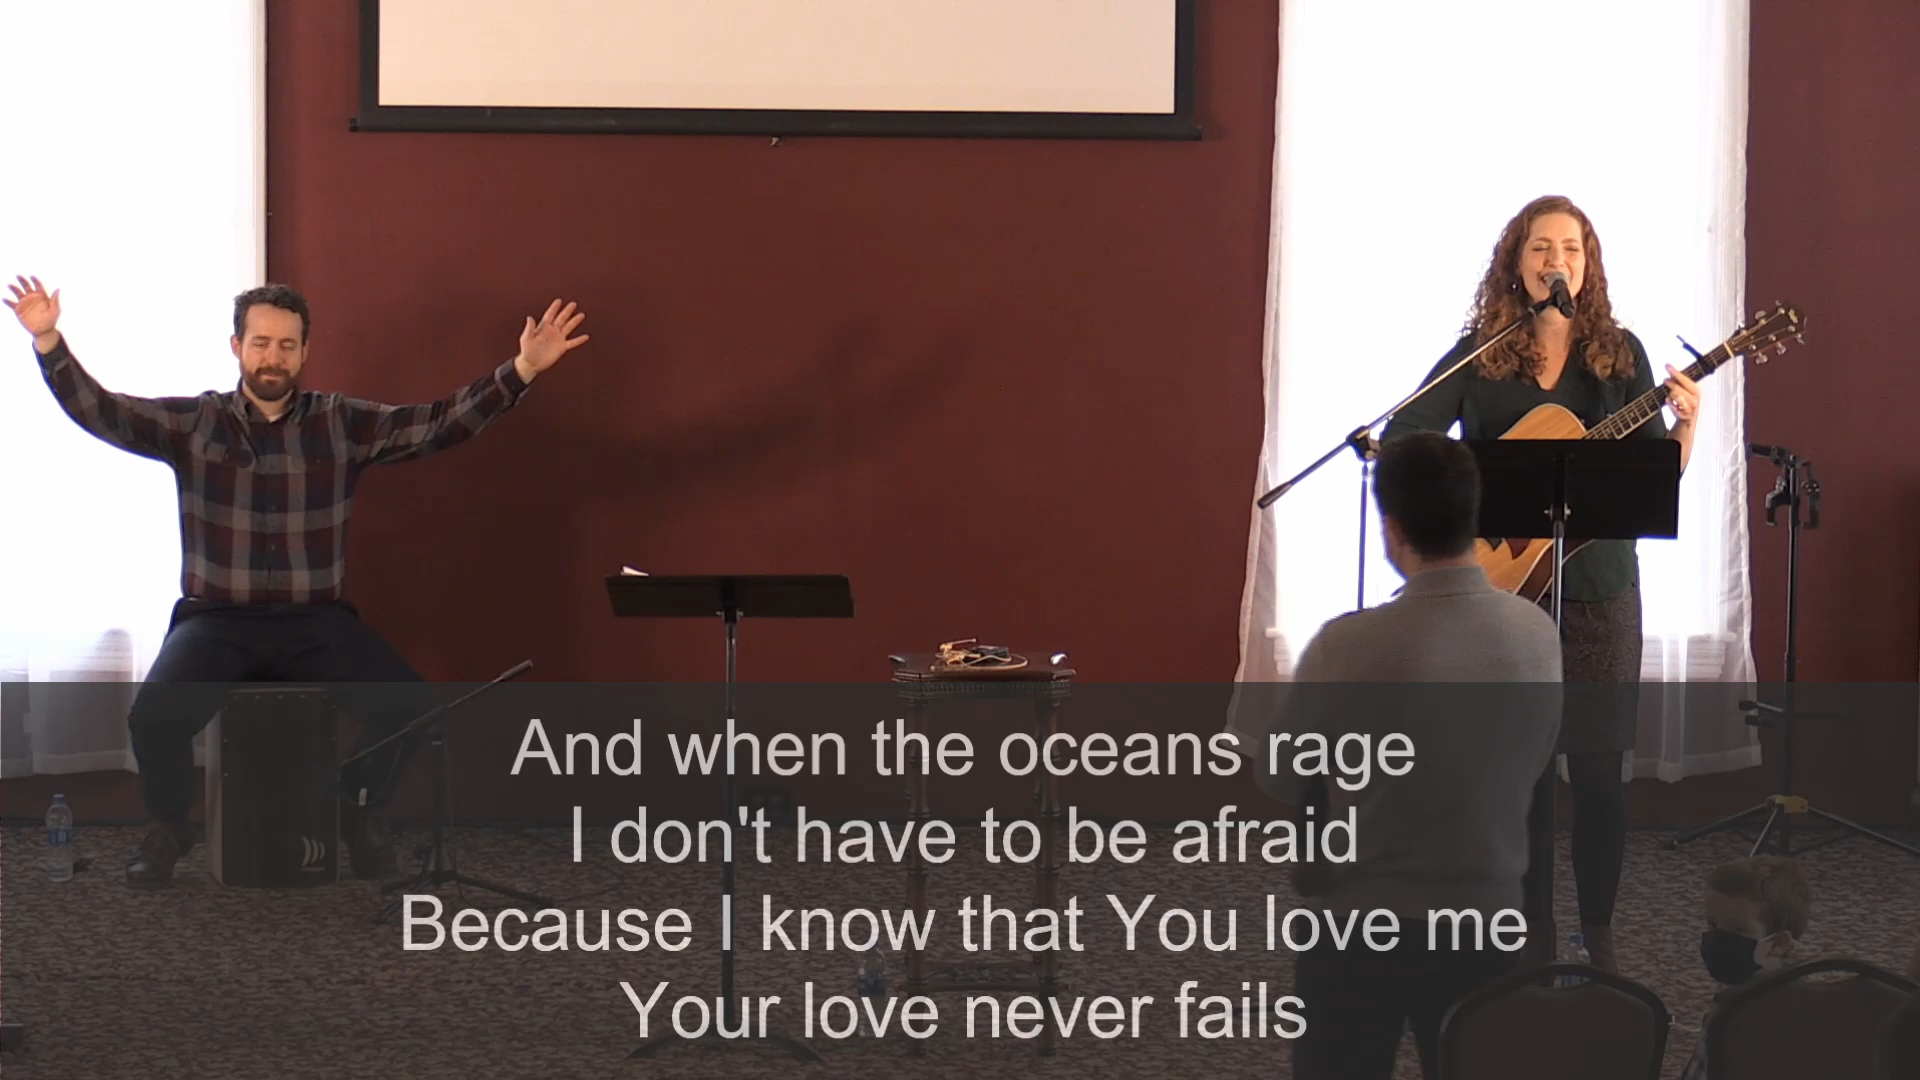 And when the oceans rage
I don't have to be afraid
Because I know that You love me
Your love never fails